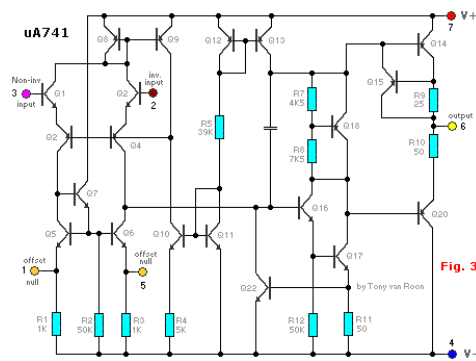 uA741
7
V+
Q8
Q9
Q12
Q13
Q14
Non-inv
3
input
Q1
Q2
inv.
input
2
Q15
R9
25
R7
4K5
output
6
R5
39K
Q18
R10
50
Q2
Q4
R8
7K5
Q7
Q16
Q20
Q5
Q6
Q10
Q11
Q17
offset
1
null
offset
null
5
Q22
by Tony van Roon
Fig. 3
R1
1K
R2
50K
R3
1K
R4
5K
R12
50K
R11
50
4
V-